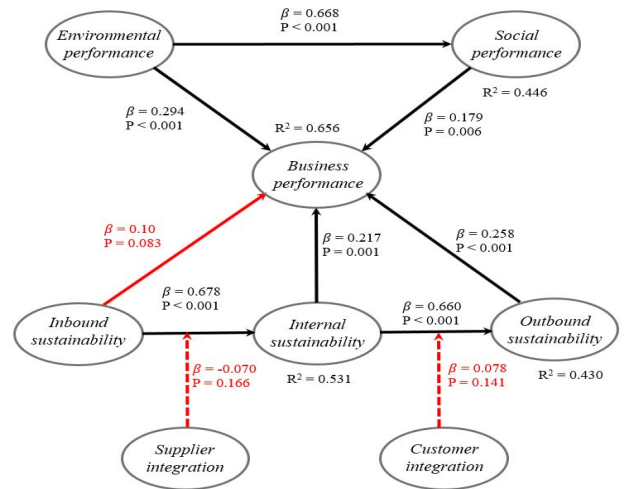 Environmental
performance
β = 0.668
P < 0.001
Social
performance
β = 0.294
P < 0.001
R² = 0.656
β = 0.179
P = 0.006
R² = 0.446
Business
performance
β = 0.10
P = 0.083
β = 0.217
P = 0.001
β = 0.258
P < 0.001
β = 0.678
P < 0.001
β = 0.660
P < 0.001
Inbound
sustainability
Internal
sustainability
Outbound
sustainability
β = -0.070
P = 0.166
R² = 0.531
β = 0.078
P = 0.141
R² = 0.430
Supplier
integration
Customer
integration